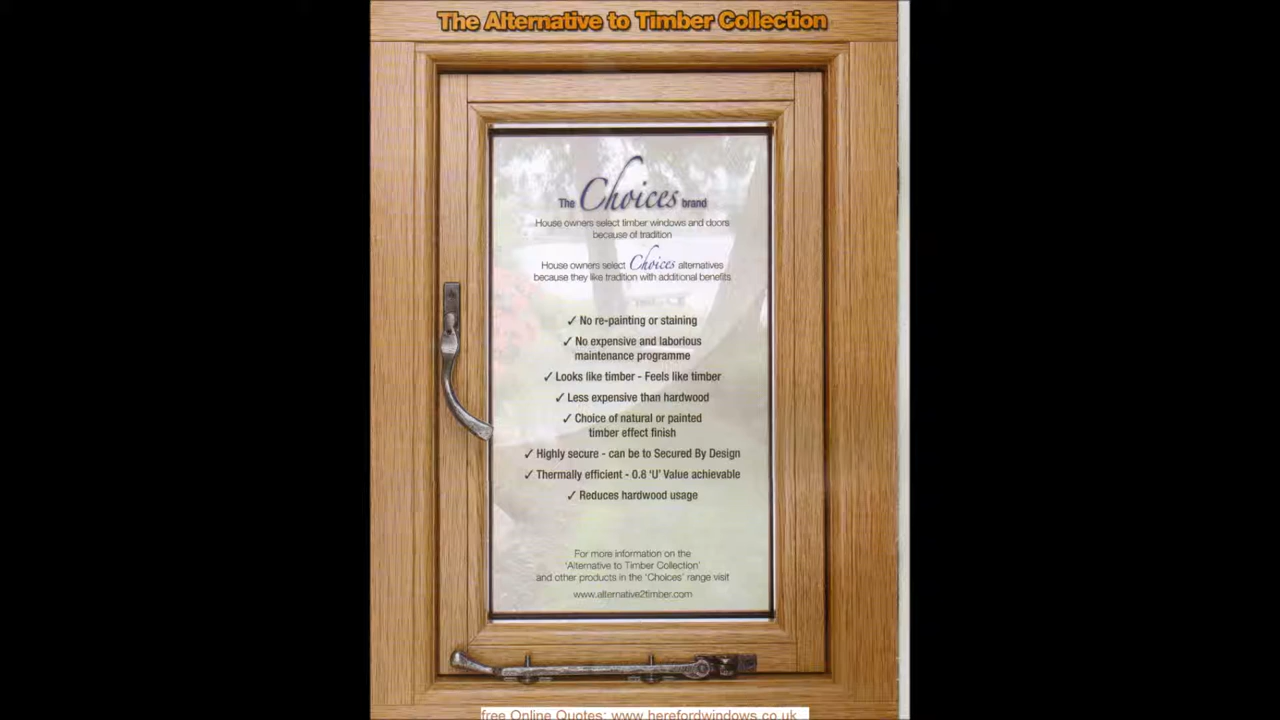 The Alternative to Timber Collection
The Choices brand
House owners select timber windows and doors
because of tradition
House owners select Choices alternatives
because they like tradition with additional benefits
✓ No re-painting or staining
✓ No expensive and laborious
maintenance programme
✓ Looks like timber - Feels like timber
✓ Less expensive than hardwood
✓ Choice of natural or painted
timber effect finish
✓ Highly secure - can be to Secured By Design
✓ Thermally efficient - 0.8 'U' Value achievable
✓ Reduces hardwood usage
For more information on the
'Alternative to Timber Collection'
and other products in the 'Choices' range visit
www.alternative2timber.com
free Online Quotes: www.herefordwindows.co.uk